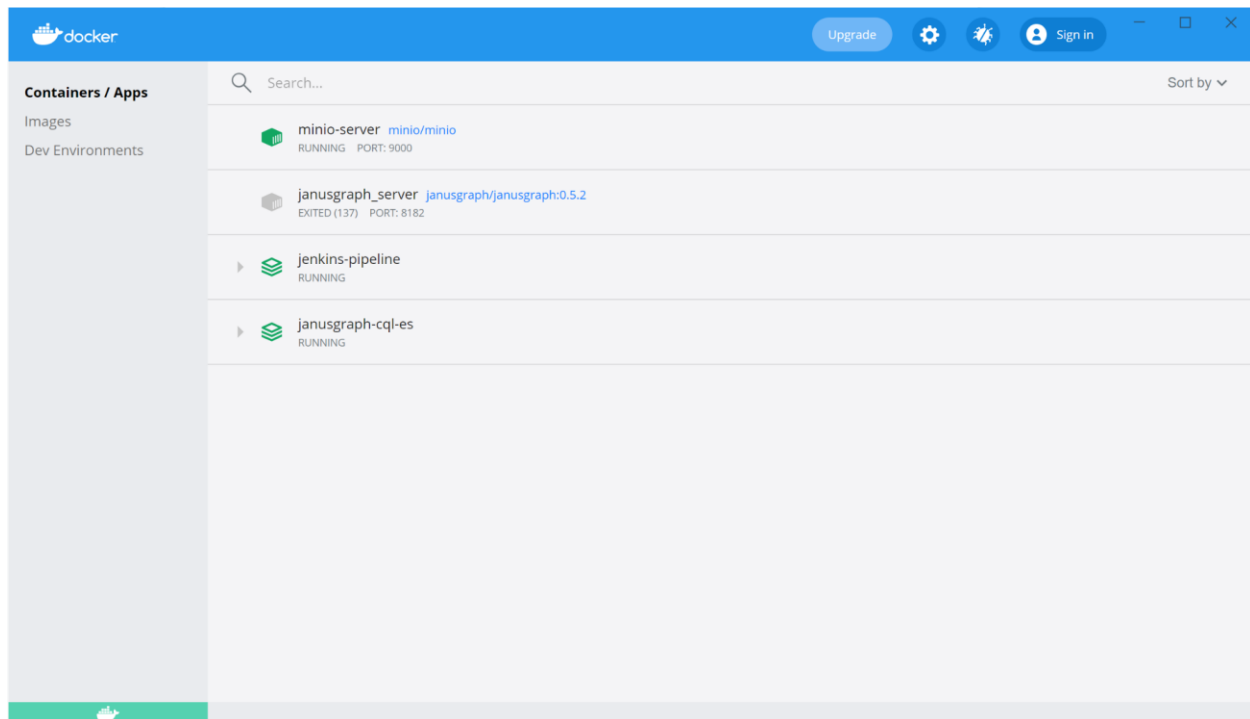 docker
Upgrade
Sign in
Containers / Apps
Images
Dev Environments
Search...
Sort by
minio-server minio/minio
RUNNING PORT: 9000
janusgraph_server janusgraph/janusgraph:0.5.2
EXITED (137) PORT: 8182
jenkins-pipeline
RUNNING
janusgraph-cql-es
RUNNING